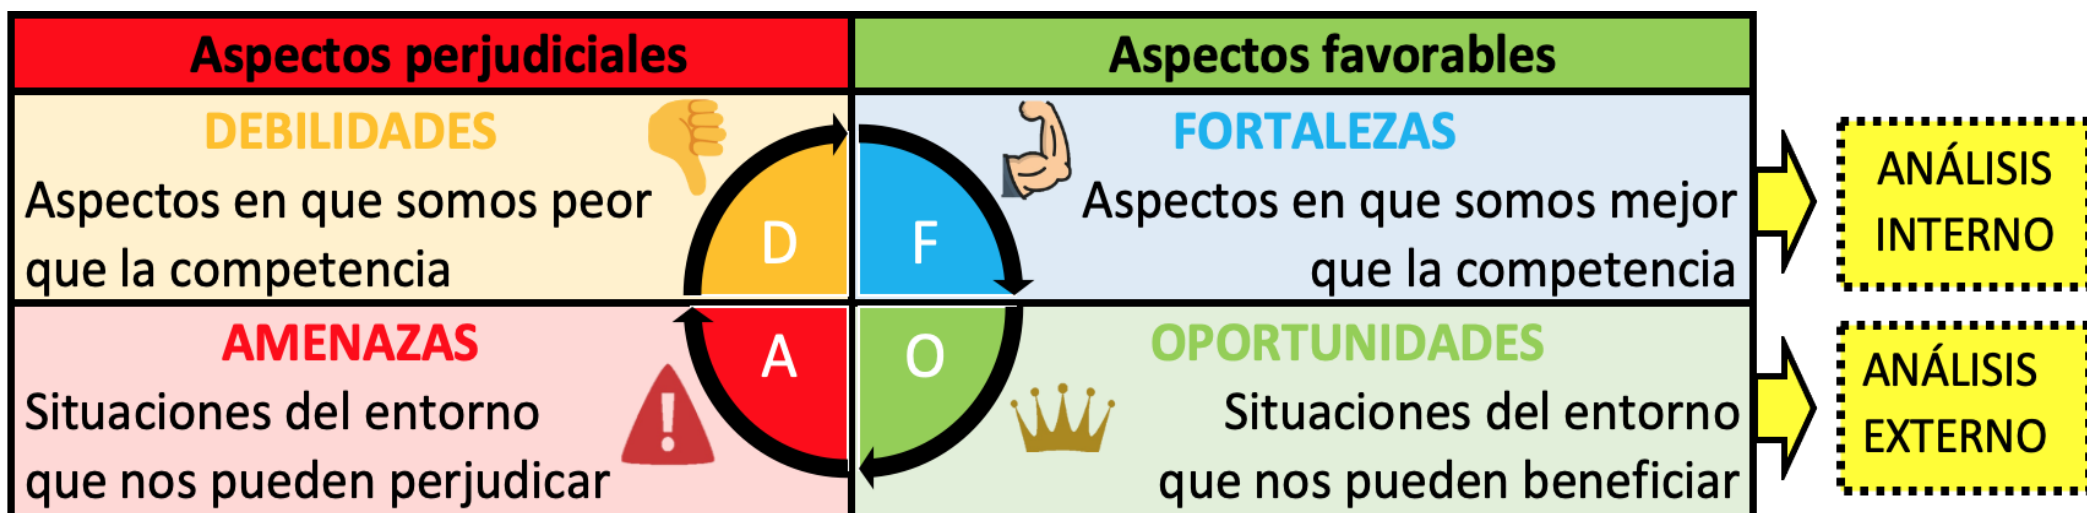 Aspectos perjudiciales
Aspectos favorables
DEBILIDADES
Aspectos en que somos peor
que la competencia
D
F
FORTALEZAS
Aspectos en que somos mejor
que la competencia
ANÁLISIS
INTERNO
AMENAZAS
Situaciones del entorno
que nos pueden perjudicar
A
O
OPORTUNIDADES
Situaciones del entorno
que nos pueden beneficiar
ANÁLISIS
EXTERNO